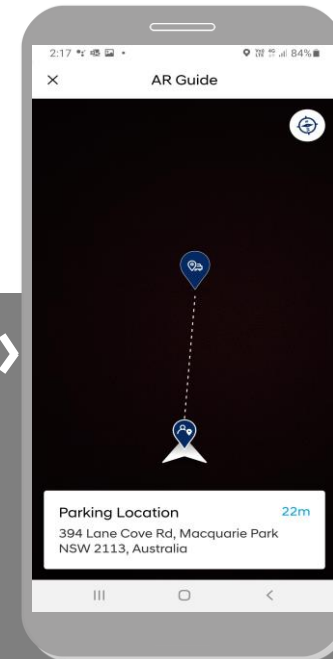 2:17
84%
AR Guide
Parking Location 22m
394 Lane Cove Rd, Macquarie Park
NSW 2113, Australia